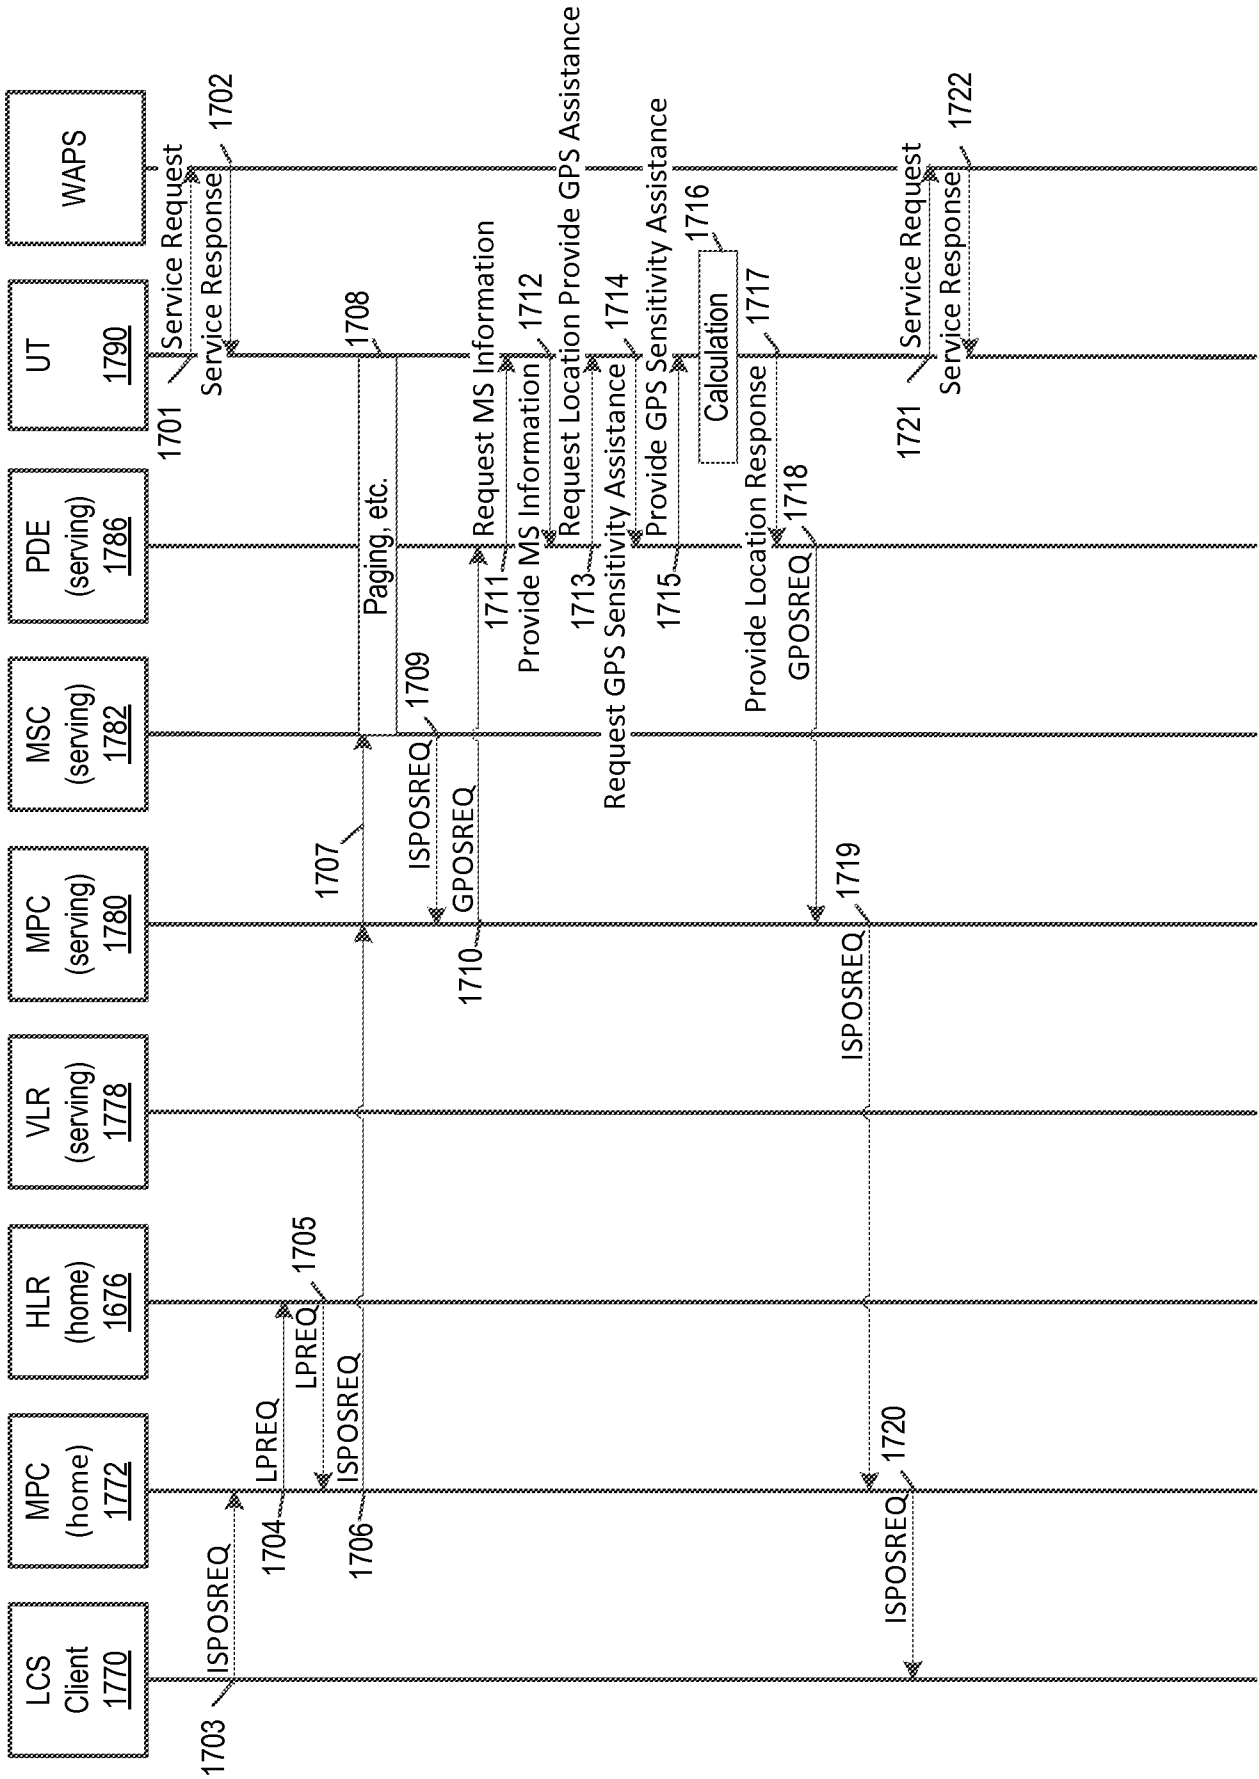 LCS
Client
1770
MPC
(home)
1772
HLR
(home)
1676
VLR
(serving)
1778
MPC
(serving)
1780
MSC
(serving)
1782
PDE
(serving)
1786
UT
1790
WAPS
1701
Service Request
Service Response
1702
1703
ISPOSREQ
1704
LPREQ
LPREQ
1705
1706
ISPOSREQ
1707
Paging, etc.
1708
ISPOSREQ
1709
1710
GPOSREQ
1711
Request MS Information
Provide MS Information
1712
1713
Request Location Provide GPS Assistance
Request GPS Sensitivity Assistance
1714
1715
Provide GPS Sensitivity Assistance
Calculation
1716
Provide Location Response
1717
GPOSREQ
1718
ISPOSREQ
1719
ISPOSREQ
1720
1721
Service Request
Service Response
1722